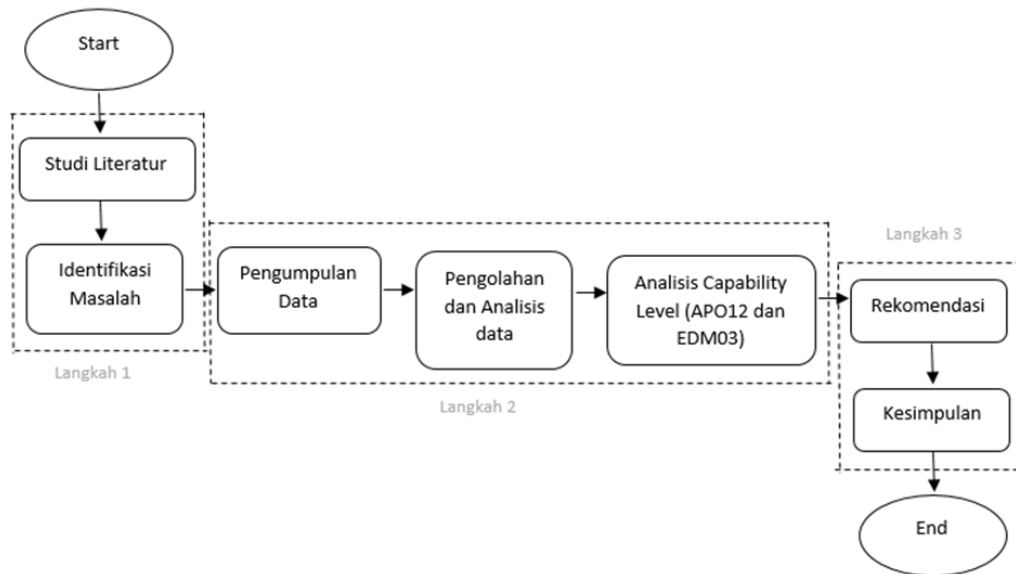 Start
Studi Literatur
Identifikasi
Masalah
Langkah 1
Pengumpulan
Data
Pengolahan
dan Analisis
data
Analisis Capability
Level (APO12 dan
EDM03)
Langkah 2
Langkah 3
Rekomendasi
Kesimpulan
End